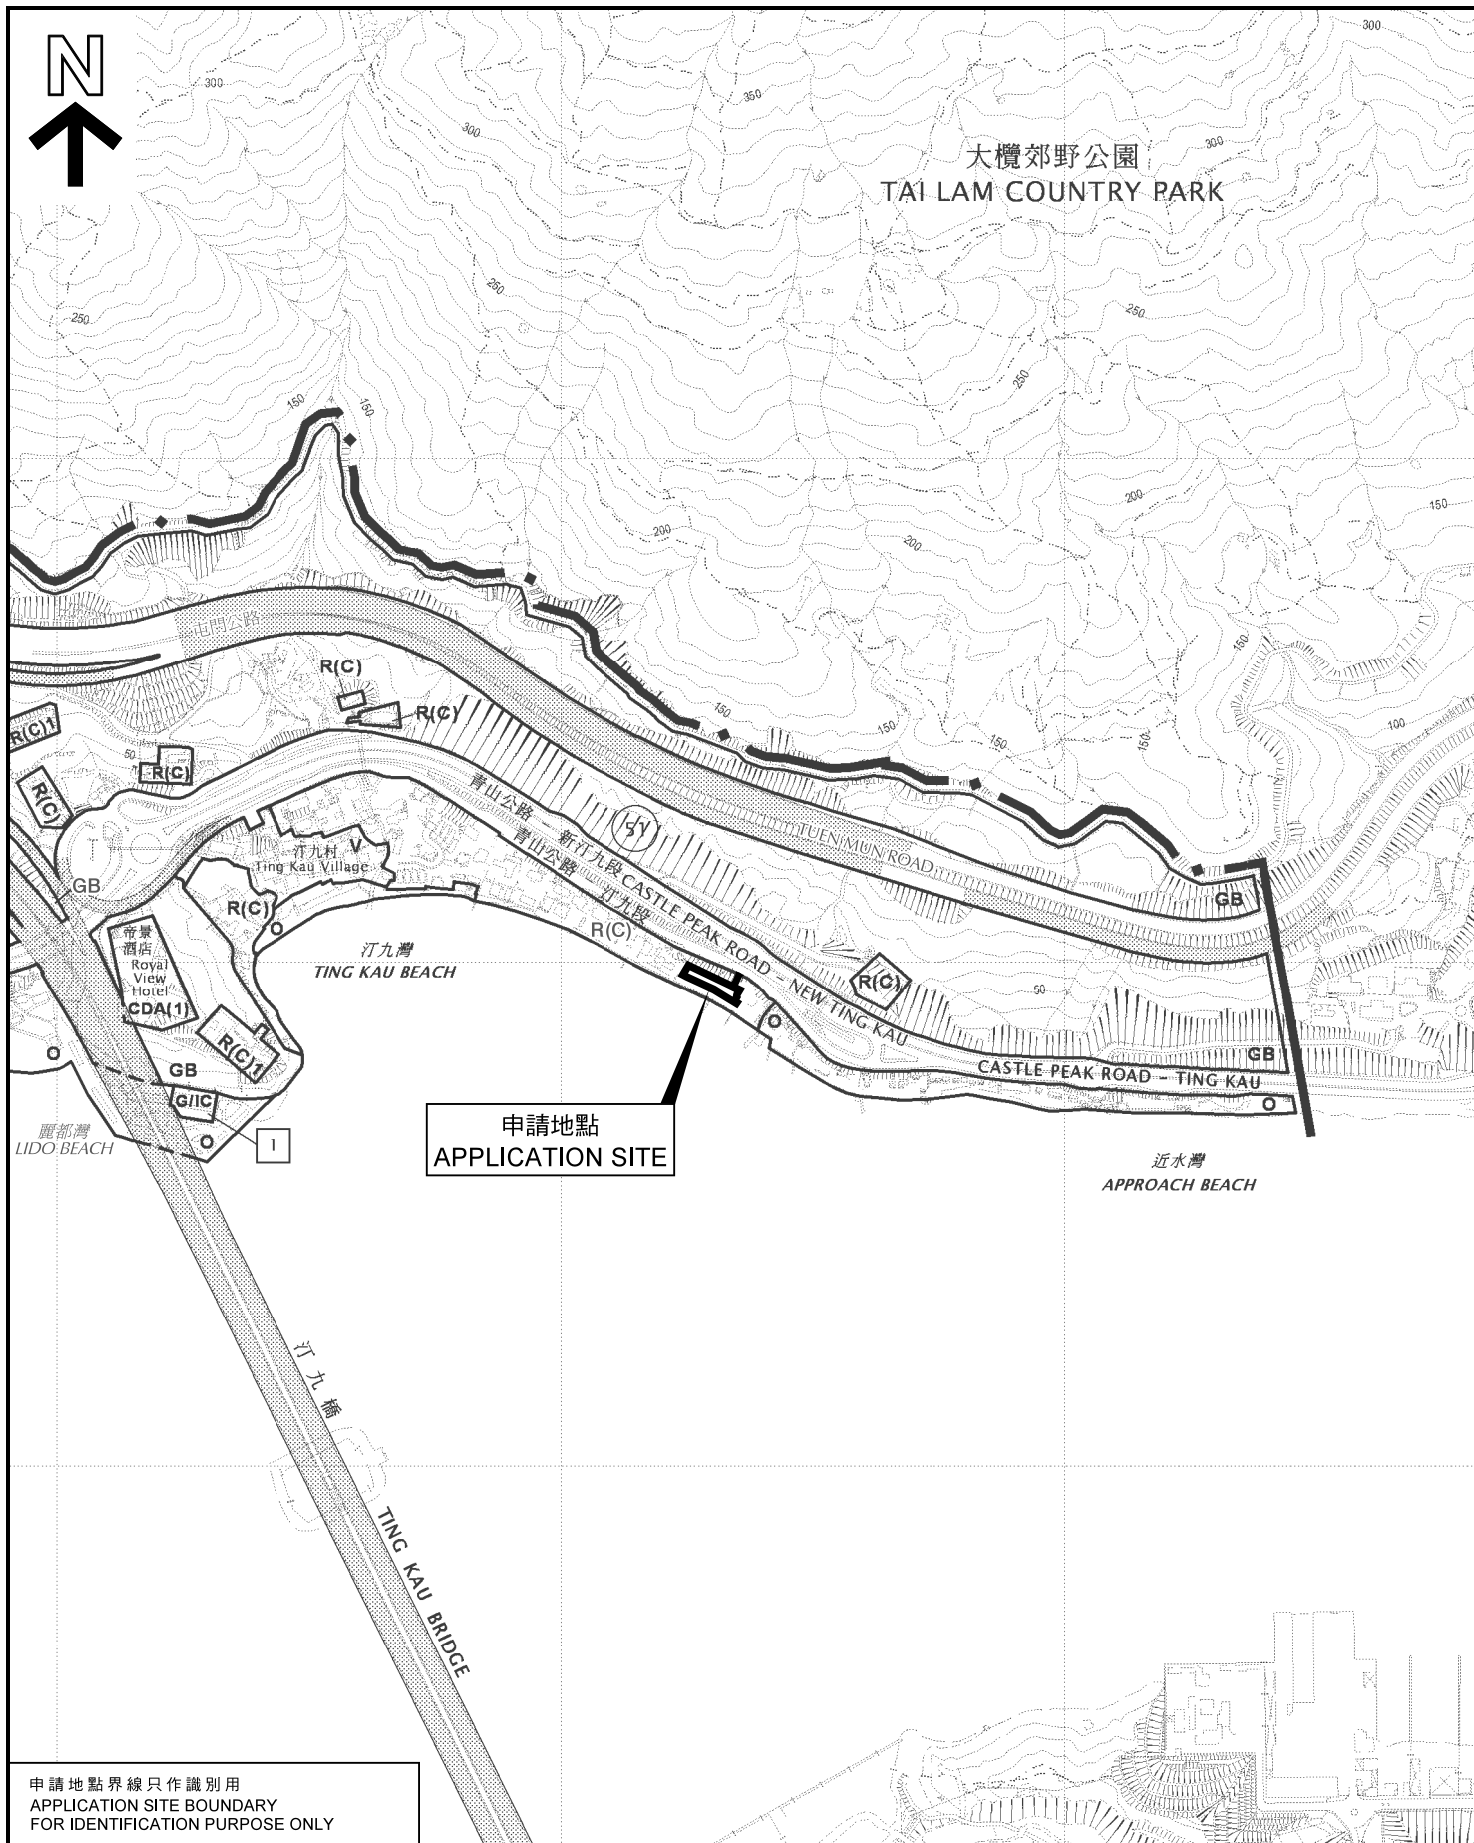 N
300
300
350
300
300
大欖郊野公園
TAI LAM COUNTRY PARK
250
250
250
250
150
150
200
200
200
150
屯門公路
R(C)
R(C)
R(C)1
50
R(C)
R(C)
150
150
150
150
150
100
青山公路 – 新汀九段 CASTLE PEAK ROAD – NEW TING KAU
青山公路 – 汀九段
TUEN MUN ROAD
汀九村
Ting Kau Village
V
GB
R(C)
O
帝景
酒店
Royal
View
Hotel
CDA(1)
汀九灣
TING KAU BEACH
R(C)
R(C)
GB
O
R(C)1
GB
G/IC
1
O
O
麗都灣
LIDO BEACH
申請地點
APPLICATION SITE
GB
CASTLE PEAK ROAD – TING KAU
O
近水灣
APPROACH BEACH
汀九橋
TING KAU BRIDGE
申請地點界線只作識別用
APPLICATION SITE BOUNDARY
FOR IDENTIFICATION PURPOSE ONLY